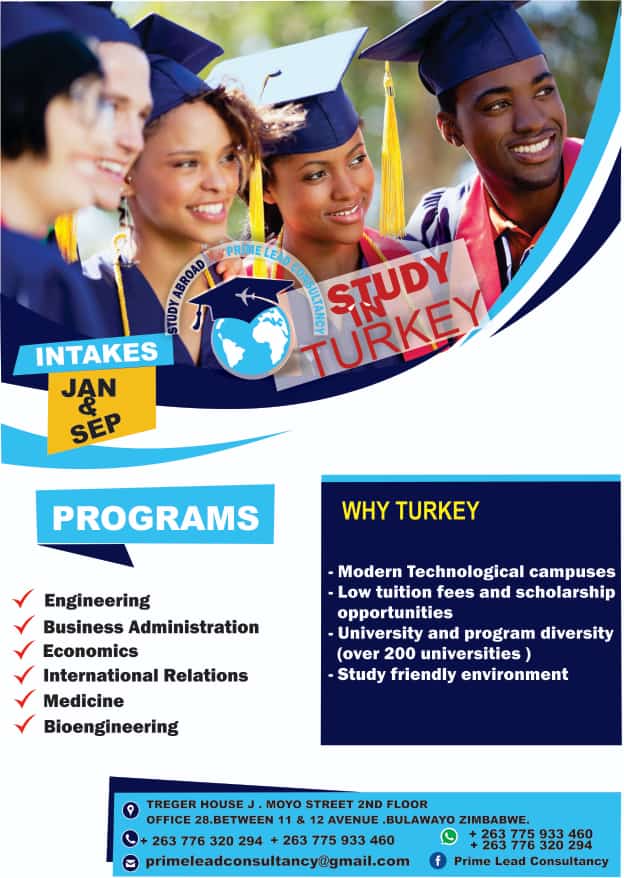 STUDY ABROAD
PRIME LEAD CONSULTANCY
STUDY
IN
TURKEY
INTAKES
JAN
&
SEP
PROGRAMS
Engineering
Business Administration
Economics
International Relations
Medicine
Bioengineering
WHY TURKEY
- Modern Technological campuses
- Low tuition fees and scholarship
opportunities
- University and program diversity
(over 200 universities )
- Study friendly environment
TREGER HOUSE J . MOYO STREET 2ND FLOOR
OFFICE 28.BETWEEN 11 & 12 AVENUE .BULAWAYO ZIMBABWE.
+ 263 776 320 294 + 263 775 933 460
+ 263 775 933 460
+ 263 776 320 294
primeleadconsultancy@gmail.com
Prime Lead Consultancy